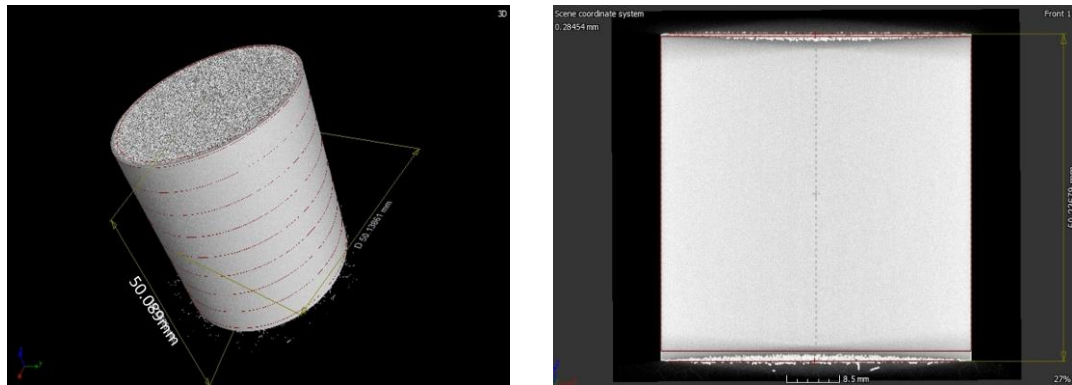 3D
50.089mm
D 50.13861 mm
Scene coordinate system
0.28454 mm
Front 1
8.5 mm
27%